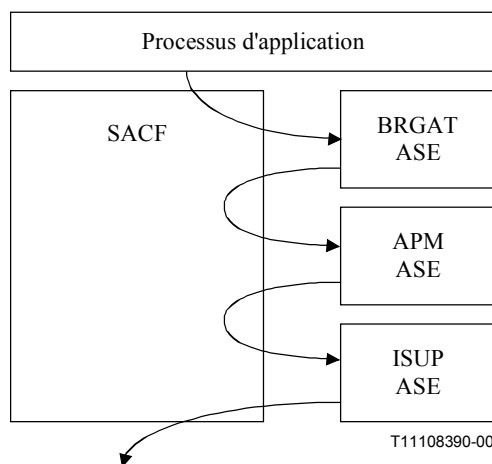 Processus d'application
SACF
BRGAT
ASE
APM
ASE
ISUP
ASE
T11108390-00